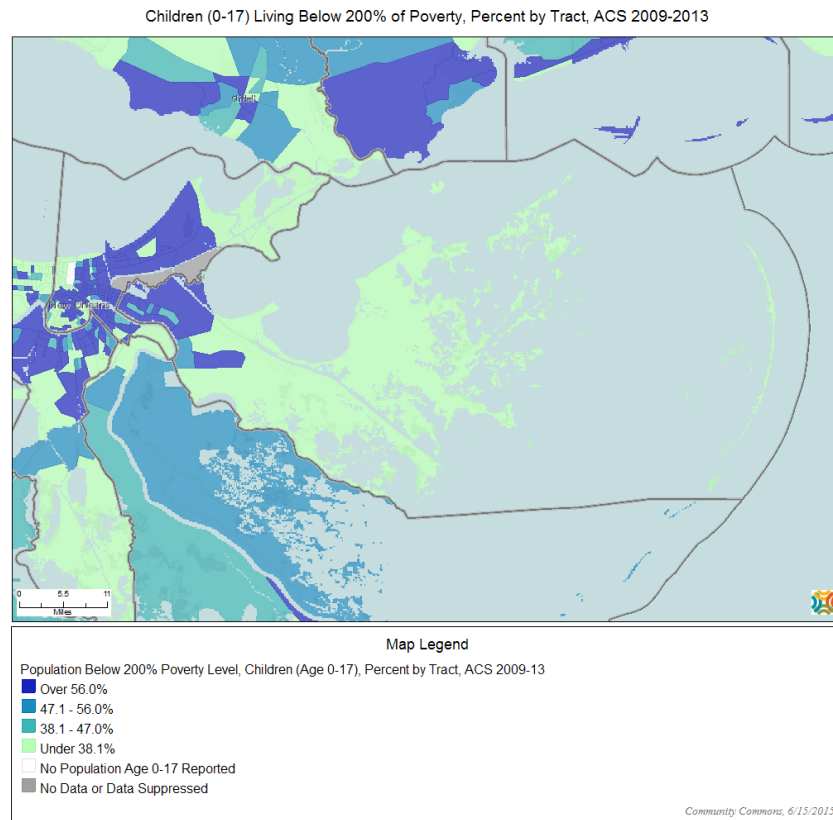 Children (0-17) Living Below 200% of Poverty, Percent by Tract, ACS 2009-2013
Slidell
New Orleans
0 5.5 11
Miles
Map Legend
Population Below 200% Poverty Level, Children (Age 0-17), Percent by Tract, ACS 2009-13
Over 56.0%
47.1 - 56.0%
38.1 - 47.0%
Under 38.1%
No Population Age 0-17 Reported
No Data or Data Suppressed
Community Commons, 6/15/2015